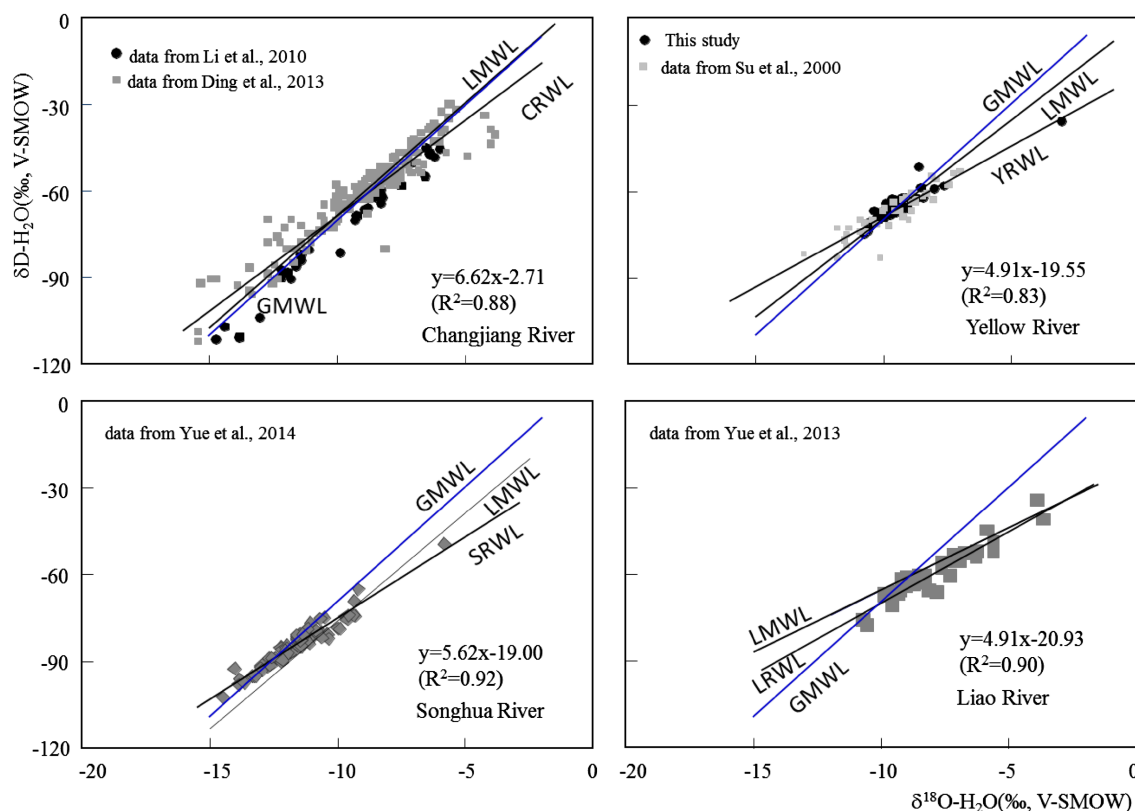 0
-30
-60
-90
-120
δD-H₂O(‰, V-SMOW)
data from Li et al., 2010
data from Ding et al., 2013
LMWL
CRWL
GMWL
y=6.62x-2.71
(R²=0.88)
Changjiang River
This study
data from Su et al., 2000
GMWL
LMWL
YRWL
y=4.91x-19.55
(R²=0.83)
Yellow River
0
-30
-60
-90
-120
data from Yue et al., 2014
GMWL
LMWL
SRWL
y=5.62x-19.00
(R²=0.92)
Songhua River
data from Yue et al., 2013
LMWL
LRWL
GMWL
y=4.91x-20.93
(R²=0.90)
Liao River
-20 -15 -10 -5 0
-15 -10 -5 0
δ¹⁸O-H₂O(‰, V-SMOW)